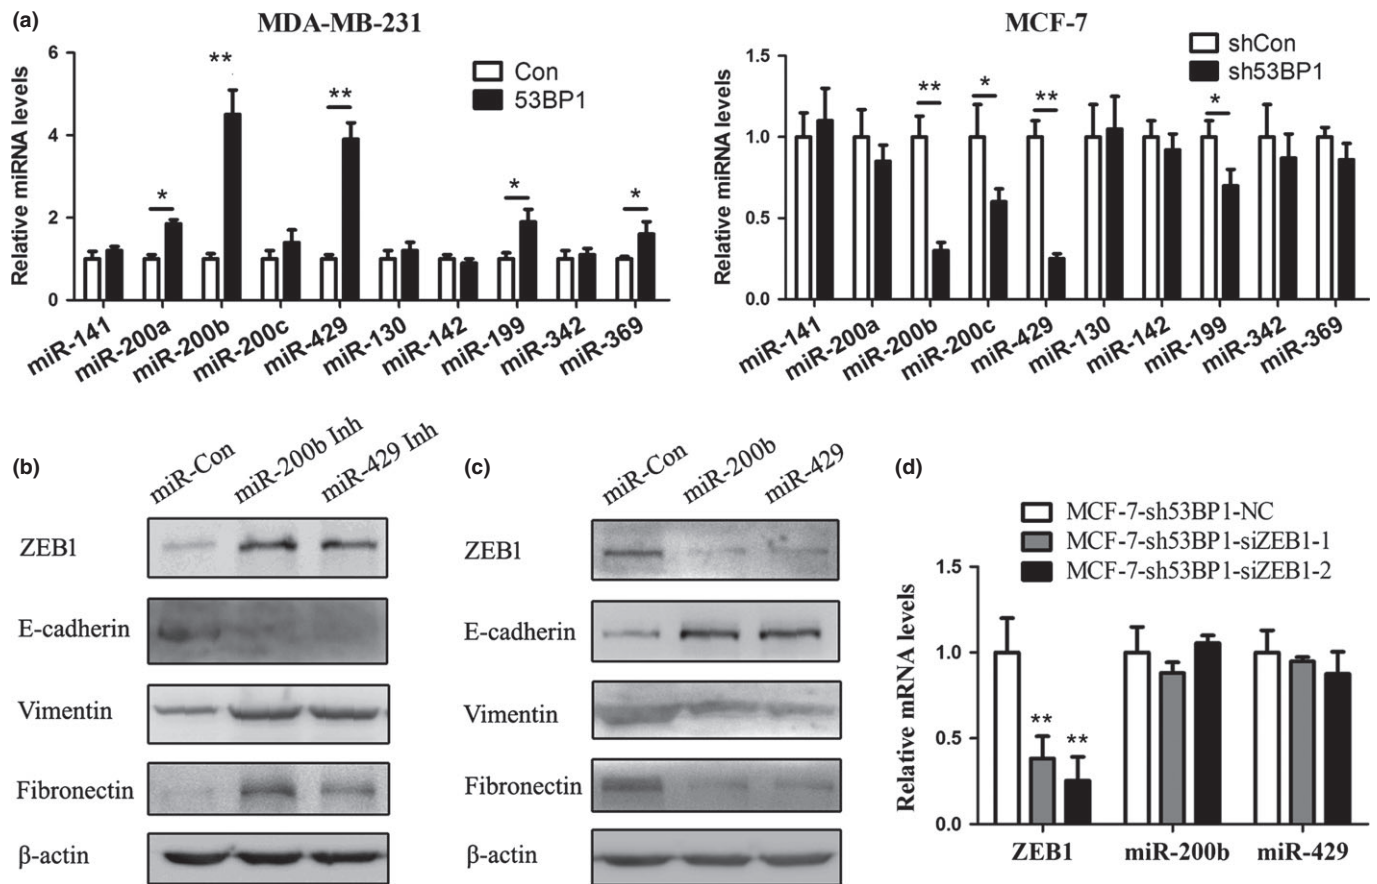 (a)
MDA-MB-231
Relative miRNA levels
6
4
2
0
Con
53BP1
**
*
**
*
*
miR-141
miR-200a
miR-200b
miR-200c
miR-429
miR-130
miR-142
miR-199
miR-342
miR-369
MCF-7
Relative miRNA levels
1.5
1.0
0.5
0.0
shCon
sh53BP1
**
*
**
*
miR-141
miR-200a
miR-200b
miR-200c
miR-429
miR-130
miR-142
miR-199
miR-342
miR-369
(b)
miR-Con
miR-200b Inh
miR-429 Inh
ZEB1
E-cadherin
Vimentin
Fibronectin
β-actin
(c)
miR-Con
miR-200b
miR-429
ZEB1
E-cadherin
Vimentin
Fibronectin
β-actin
(d)
MCF-7-sh53BP1-NC
MCF-7-sh53BP1-siZEB1-1
MCF-7-sh53BP1-siZEB1-2
Relative mRNA levels
1.5
1.0
0.5
0.0
**
**
ZEB1
miR-200b
miR-429